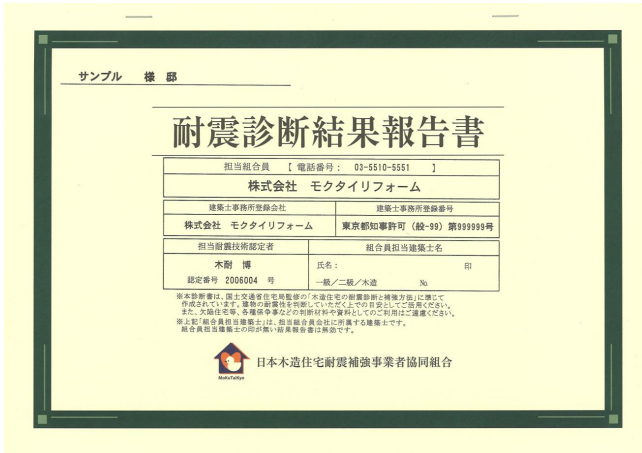 サンプル 様 邸
耐震診断結果報告書
担当組合員 【 電話番号： 03-5510-5551 】
株式会社 モクタイリフォーム
建築士事務所登録会社 建築士事務所登録番号
株式会社 モクタイリフォーム 東京都知事許可（般-99）第999999号
担当耐震技術認定者 組合員担当建築士名
木耐 博 氏名： 印
認定番号 2006004 号 一級／二級／木造 No.
※本診断書は、国土交通省住宅局監修の「木造住宅の耐震診断と補強方法」に準じて
作成されています。建物の耐震性を判断していただく上での目安としてご活用ください。
また、欠陥住宅等、各種係争事などの判断材料や資料としてのご利用はご遠慮ください。
※上記「組合員担当建築士」は、担当組合員会社に所属する建築士です。
組合員担当建築士の印が無い結果報告書は無効です。
MoKuTaiKyo
日本木造住宅耐震補強事業者協同組合